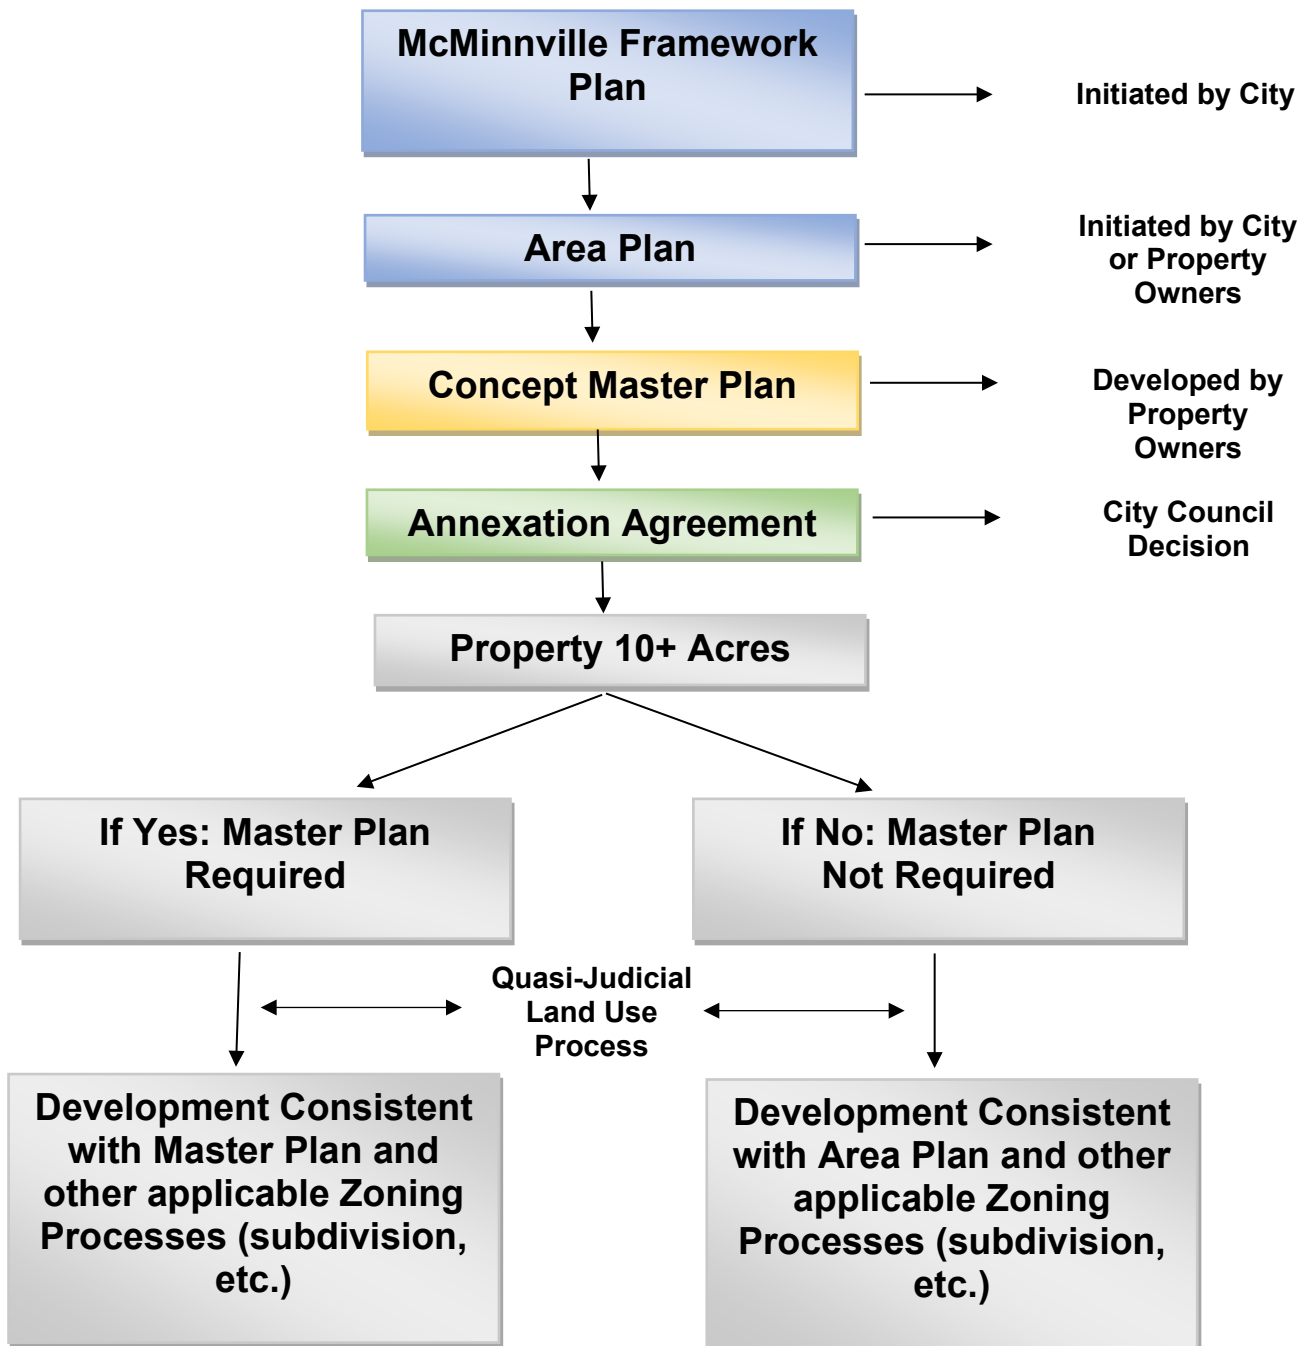 McMinnville Framework
Plan
Initiated by City
Area Plan
Initiated by City
or Property
Owners
Concept Master Plan
Developed by
Property
Owners
Annexation Agreement
City Council
Decision
Property 10+ Acres
If Yes: Master Plan
Required
If No: Master Plan
Not Required
Quasi-Judicial
Land Use
Process
Development Consistent
with Master Plan and
other applicable Zoning
Processes (subdivision,
etc.)
Development Consistent
with Area Plan and other
applicable Zoning
Processes (subdivision,
etc.)